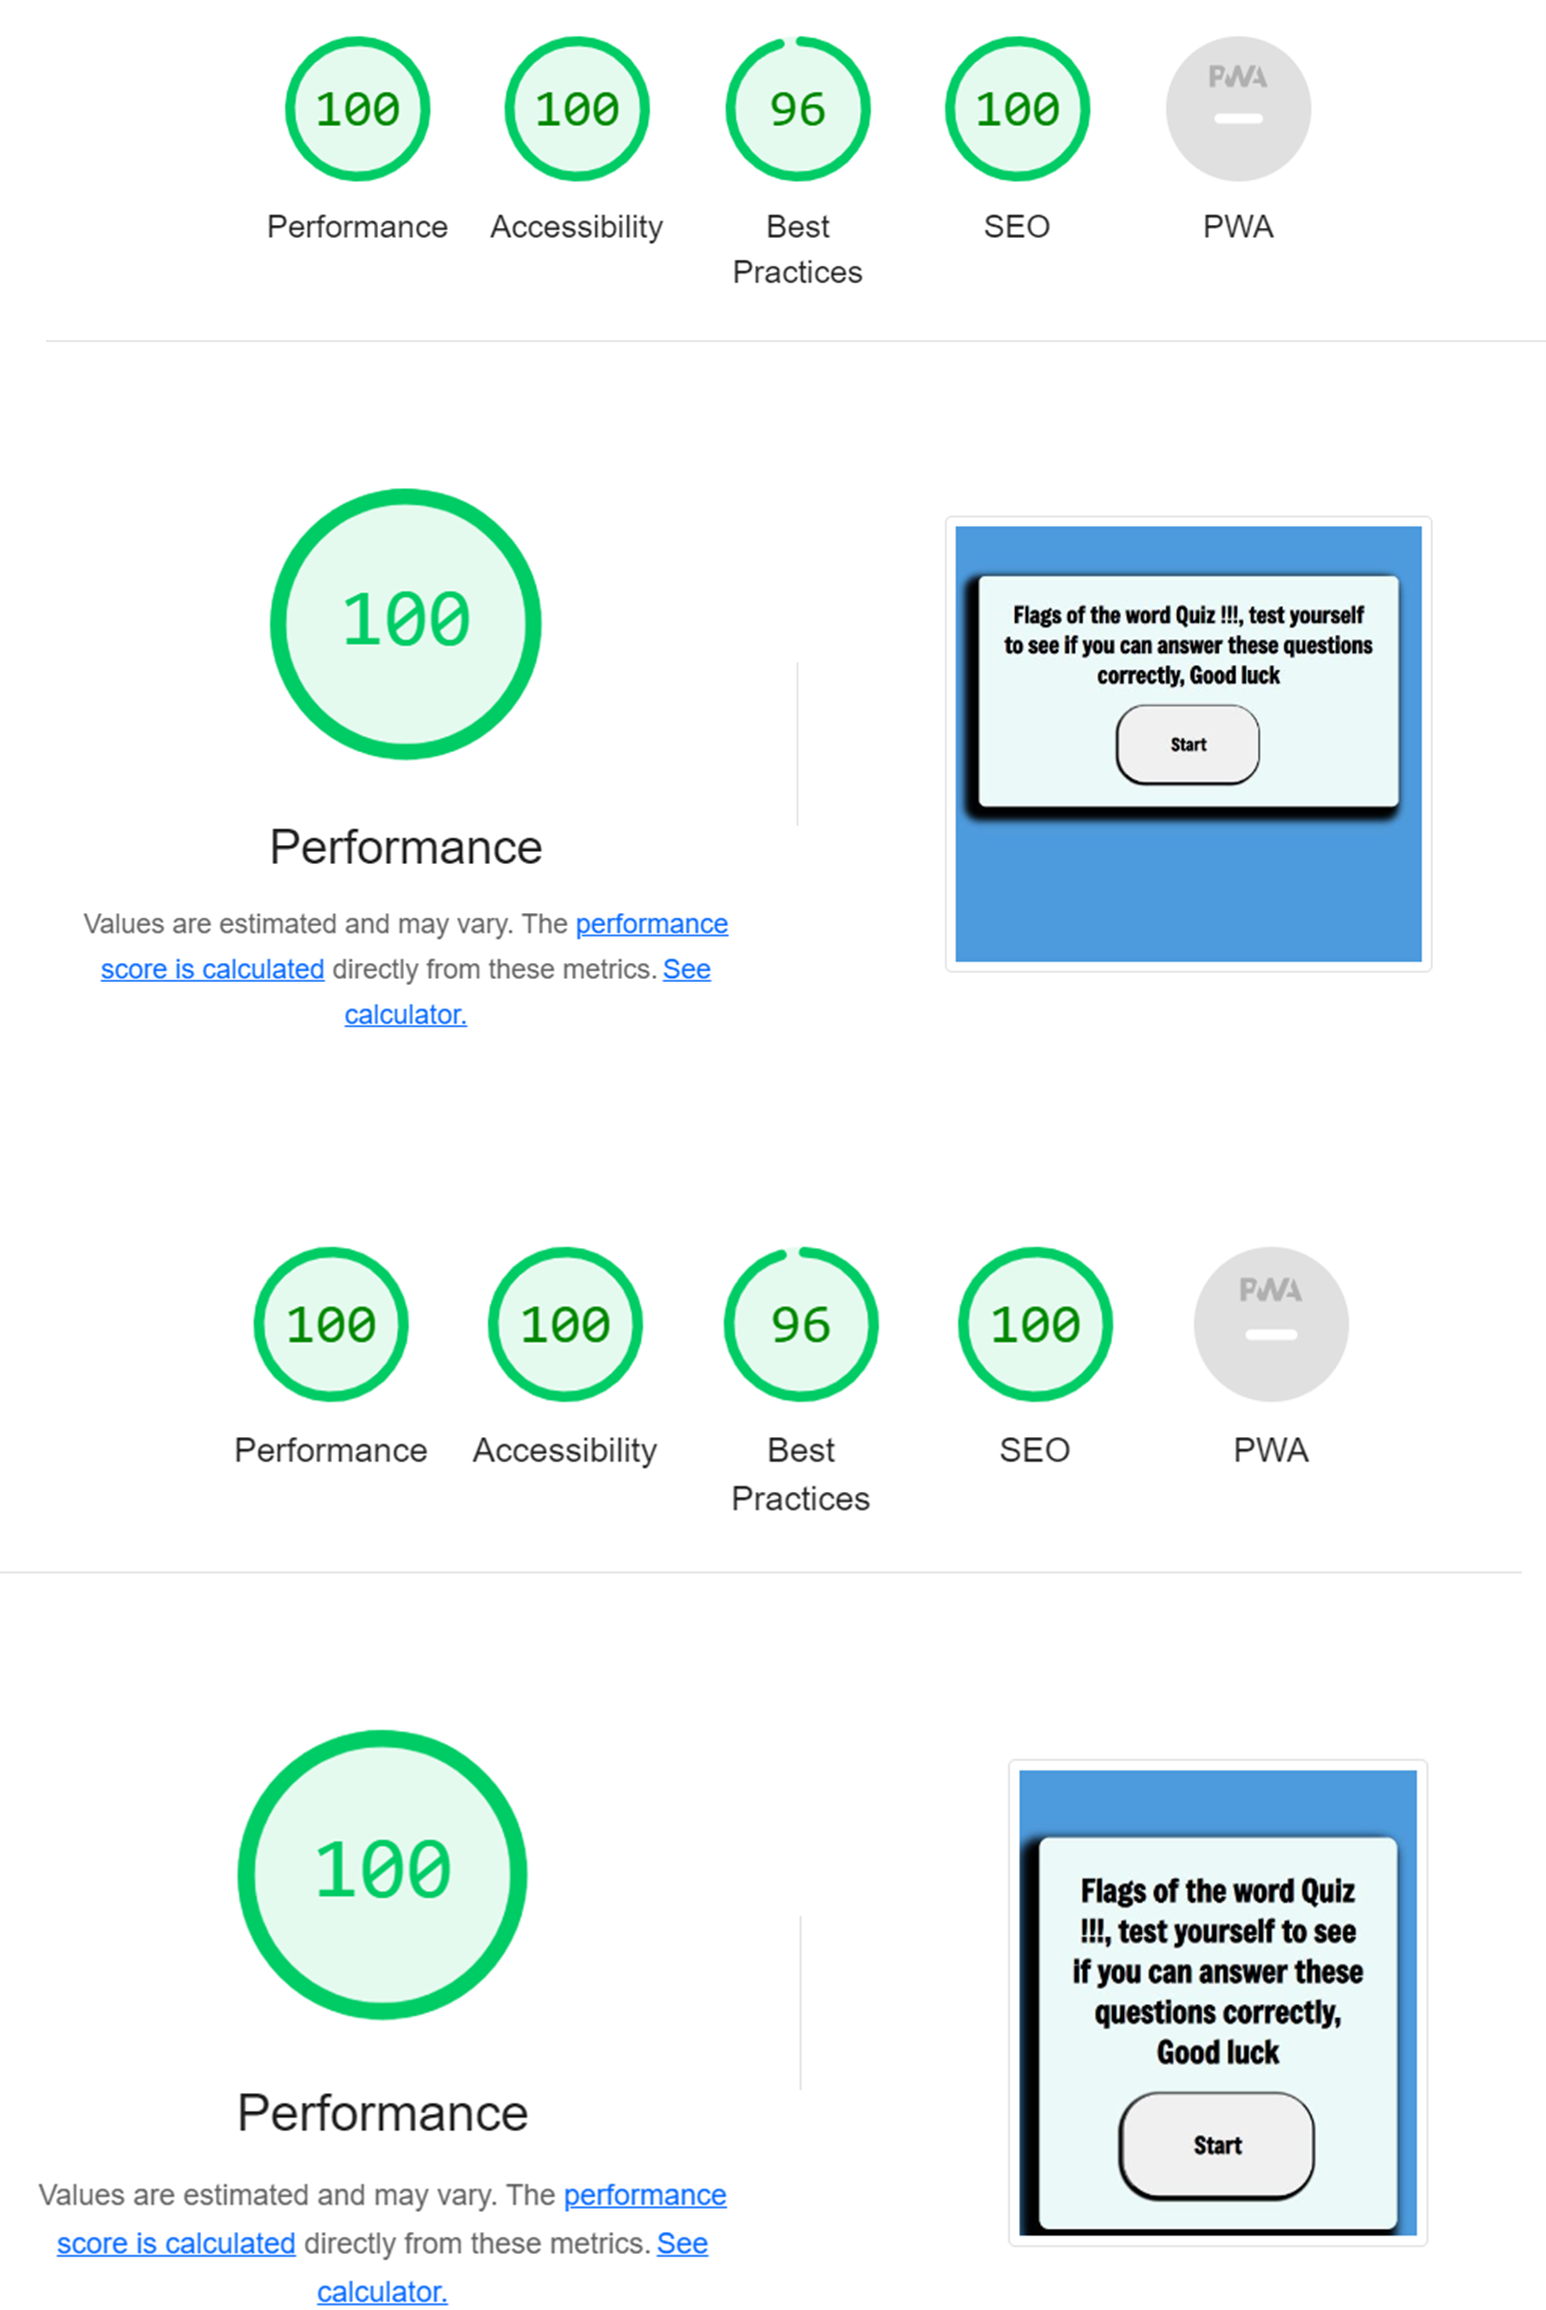 100 100 96 100 PWA
Performance Accessibility Best Practices SEO PWA
100
Performance
Values are estimated and may vary. The performance
score is calculated directly from these metrics. See
calculator.
Flags of the word Quiz !!!, test yourself
to see if you can answer these questions
correctly, Good luck
Start
100 100 96 100 PWA
Performance Accessibility Best Practices SEO PWA
100
Performance
Values are estimated and may vary. The performance
score is calculated directly from these metrics. See
calculator.
Flags of the word Quiz
!!!, test yourself to see
if you can answer these
questions correctly,
Good luck
Start